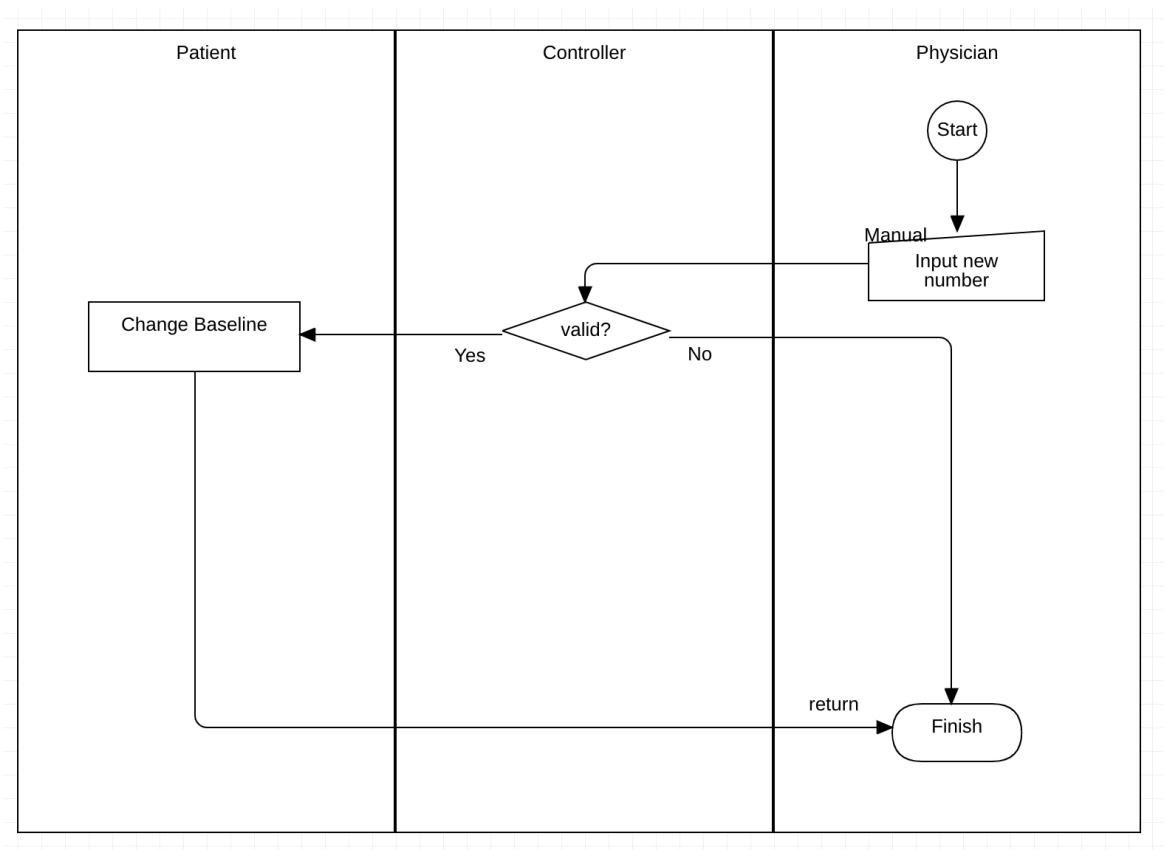 Patient
Controller
Physician
Start
Manual
Input new
number
Change Baseline
valid?
Yes
No
return
Finish